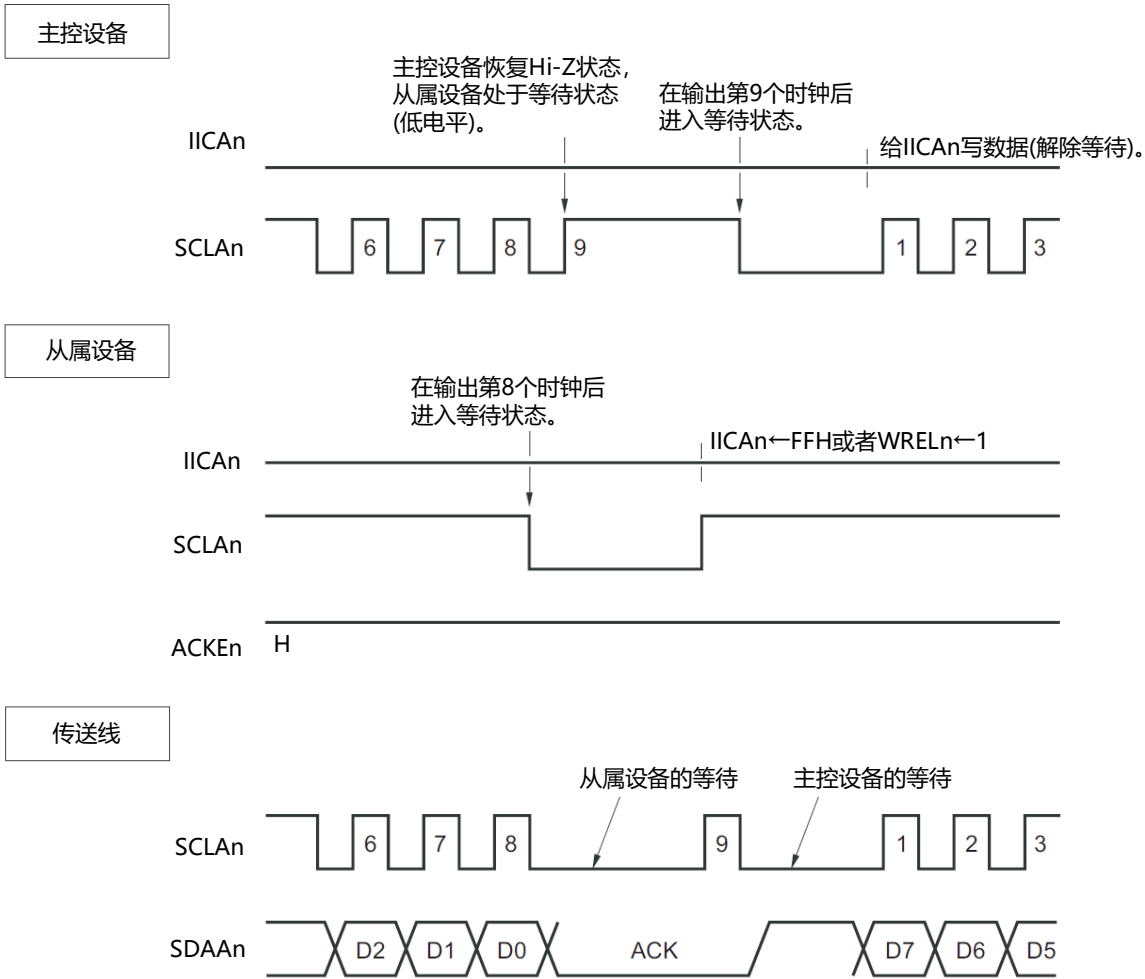 主控设备
主控设备恢复Hi-Z状态，
从属设备处于等待状态
(低电平)。
在输出第9个时钟后
进入等待状态。
IICAn
给IICAn写数据(解除等待)。
SCLAn
6 7 8 9 1 2 3
从属设备
在输出第8个时钟后
进入等待状态。
IICAn←FFH或者WRELn←1
IICAn
SCLAn
ACKEn H
传送线
从属设备的等待 主控设备的等待
SCLAn 6 7 8 9 1 2 3
SDAAn D2 D1 D0 ACK D7 D6 D5